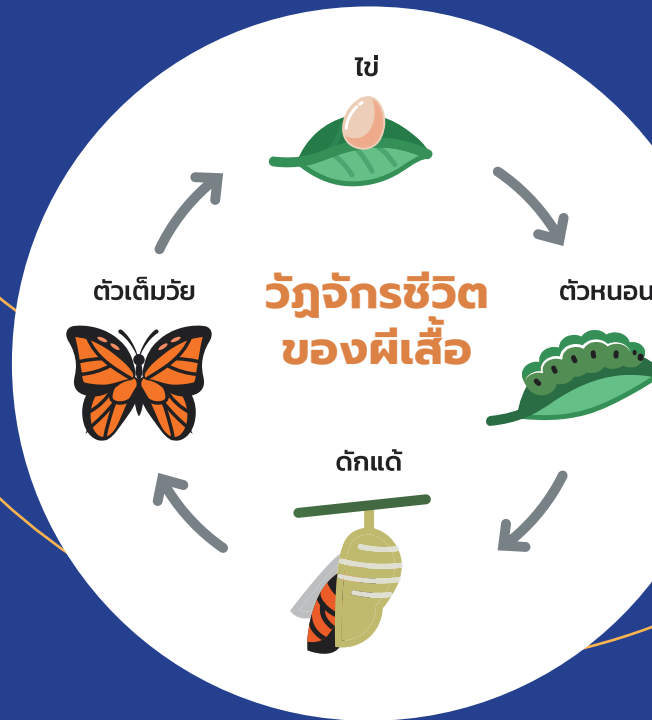 ไข่
ตัวเต็มวัย
วัฏจักรชีวิต
ของผีเสื้อ
ตัวหนอน
ดักแด้